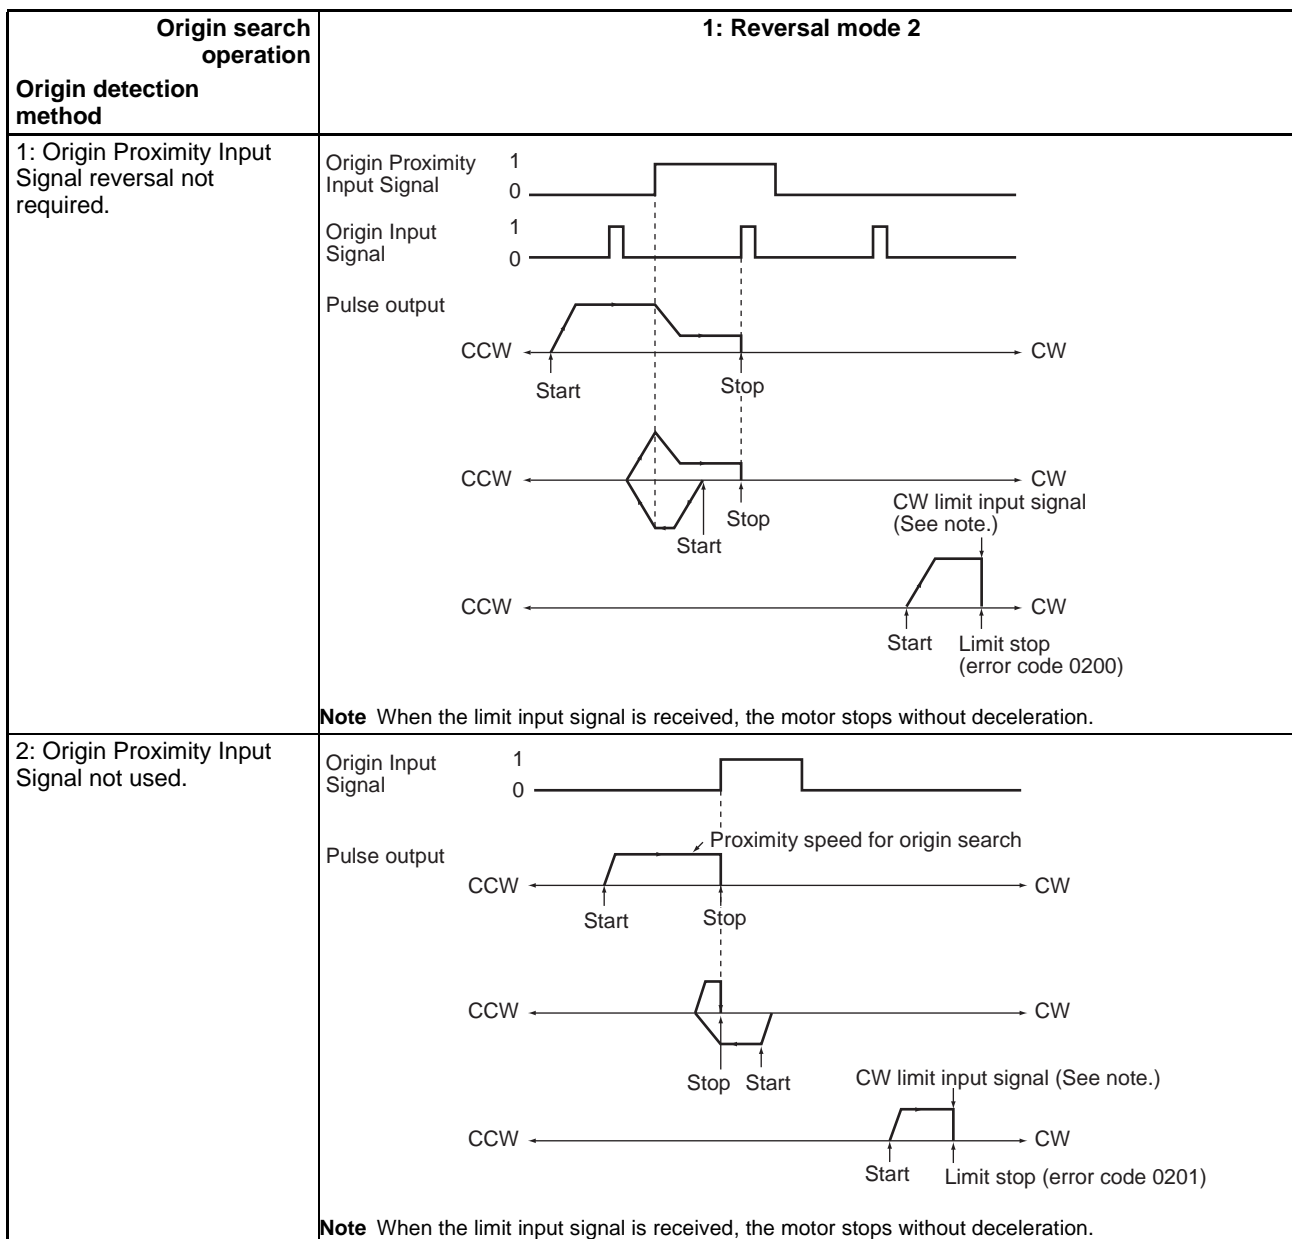 Origin search
operation
1: Reversal mode 2
Origin detection
method
1: Origin Proximity Input
Signal reversal not
required.
Origin Proximity
Input Signal
1
0
Origin Input
Signal
1
0
Pulse output
CCW
CW
Start
Stop
CCW
CW
Stop
Start
CW limit input signal
(See note.)
CCW
CW
Start
Limit stop
(error code 0200)
Note When the limit input signal is received, the motor stops without deceleration.
2: Origin Proximity Input
Signal not used.
Origin Input
Signal
1
0
Proximity speed for origin search
Pulse output
CCW
CW
Start
Stop
CCW
CW
Stop
Start
CW limit input signal (See note.)
CCW
CW
Start
Limit stop (error code 0201)
Note When the limit input signal is received, the motor stops without deceleration.